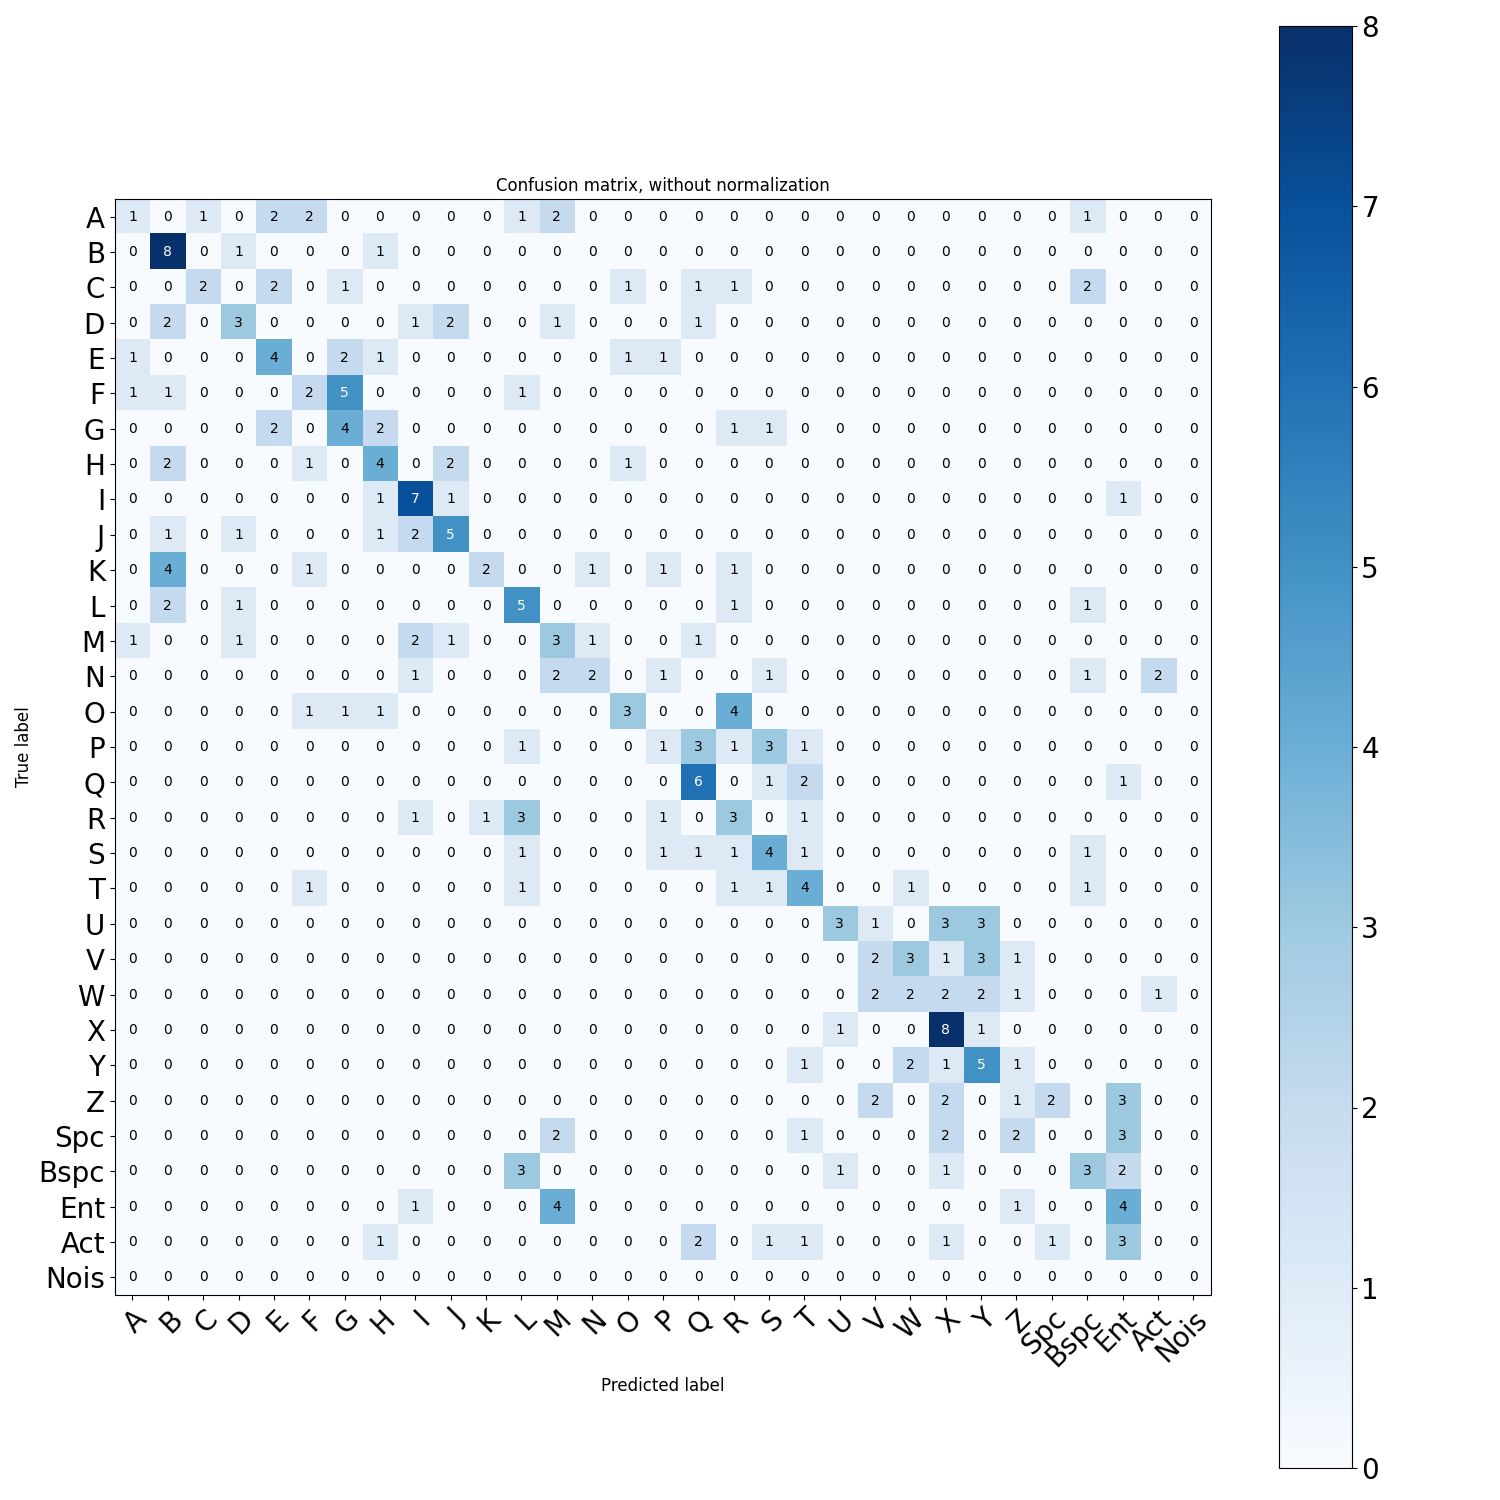 Confusion matrix, without normalization
A 1 0 1 0 2 2 0 0 0 0 0 1 2 0 0 0 0 0 0 0 0 0 0 0 0 0 0 1 0 0 0
B 0 8 0 1 0 0 0 1 0 0 0 0 0 0 0 0 0 0 0 0 0 0 0 0 0 0 0 0 0 0 0
C 0 0 2 0 2 0 1 0 0 0 0 0 0 0 1 0 1 1 0 0 0 0 0 0 0 0 0 2 0 0 0
D 0 2 0 3 0 0 0 0 1 2 0 0 1 0 0 0 1 0 0 0 0 0 0 0 0 0 0 0 0 0 0
E 1 0 0 0 4 0 2 1 0 0 0 0 0 0 1 1 0 0 0 0 0 0 0 0 0 0 0 0 0 0 0
F 1 1 0 0 0 2 5 0 0 0 0 1 0 0 0 0 0 0 0 0 0 0 0 0 0 0 0 0 0 0 0
G 0 0 0 0 2 0 4 2 0 0 0 0 0 0 0 0 0 1 1 0 0 0 0 0 0 0 0 0 0 0 0
H 0 2 0 0 0 1 0 4 0 2 0 0 0 0 1 0 0 0 0 0 0 0 0 0 0 0 0 0 0 0 0
I 0 0 0 0 0 0 0 1 7 1 0 0 0 0 0 0 0 0 0 0 0 0 0 0 0 0 0 0 1 0 0
J 0 1 0 1 0 0 0 1 2 5 0 0 0 0 0 0 0 0 0 0 0 0 0 0 0 0 0 0 0 0 0
K 0 4 0 0 0 1 0 0 0 0 2 0 0 1 0 1 0 1 0 0 0 0 0 0 0 0 0 0 0 0 0
L 0 2 0 1 0 0 0 0 0 0 0 5 0 0 0 0 0 1 0 0 0 0 0 0 0 0 0 1 0 0 0
M 1 0 0 1 0 0 0 0 2 1 0 0 3 1 0 0 1 0 0 0 0 0 0 0 0 0 0 0 0 0 0
N 0 0 0 0 0 0 0 0 1 0 0 0 2 2 0 1 0 0 1 0 0 0 0 0 0 0 0 1 0 2 0
O 0 0 0 0 0 1 1 1 0 0 0 0 0 0 3 0 0 4 0 0 0 0 0 0 0 0 0 0 0 0 0
P 0 0 0 0 0 0 0 0 0 0 0 1 0 0 0 1 3 1 3 1 0 0 0 0 0 0 0 0 0 0 0
Q 0 0 0 0 0 0 0 0 0 0 0 0 0 0 0 0 6 0 1 2 0 0 0 0 0 0 0 0 1 0 0
R 0 0 0 0 0 0 0 0 1 0 1 3 0 0 0 1 0 3 0 1 0 0 0 0 0 0 0 0 0 0 0
S 0 0 0 0 0 0 0 0 0 0 0 1 0 0 0 1 1 1 4 1 0 0 0 0 0 0 0 1 0 0 0
T 0 0 0 0 0 1 0 0 0 0 0 1 0 0 0 0 0 1 1 4 0 0 1 0 0 0 0 1 0 0 0
U 0 0 0 0 0 0 0 0 0 0 0 0 0 0 0 0 0 0 0 0 3 1 0 3 3 0 0 0 0 0 0
V 0 0 0 0 0 0 0 0 0 0 0 0 0 0 0 0 0 0 0 0 0 2 3 1 3 1 0 0 0 0 0
W 0 0 0 0 0 0 0 0 0 0 0 0 0 0 0 0 0 0 0 0 0 2 2 2 2 1 0 0 0 1 0
X 0 0 0 0 0 0 0 0 0 0 0 0 0 0 0 0 0 0 0 0 1 0 0 8 1 0 0 0 0 0 0
Y 0 0 0 0 0 0 0 0 0 0 0 0 0 0 0 0 0 0 0 1 0 0 2 1 5 1 0 0 0 0 0
Z 0 0 0 0 0 0 0 0 0 0 0 0 0 0 0 0 0 0 0 0 0 2 0 2 0 1 2 0 3 0 0
Spc 0 0 0 0 0 0 0 0 0 0 0 0 2 0 0 0 0 0 0 1 0 0 0 2 0 2 0 0 3 0 0
Bspc 0 0 0 0 0 0 0 0 0 0 0 3 0 0 0 0 0 0 0 0 1 0 0 1 0 0 0 3 2 0 0
Ent 0 0 0 0 0 0 0 0 1 0 0 0 4 0 0 0 0 0 0 0 0 0 0 0 0 1 0 0 4 0 0
Act 0 0 0 0 0 0 0 1 0 0 0 0 0 0 0 0 2 0 1 1 0 0 0 1 0 0 1 0 3 0 0
Nois 0 0 0 0 0 0 0 0 0 0 0 0 0 0 0 0 0 0 0 0 0 0 0 0 0 0 0 0 0 0 0
A B C D E F G H I J K L M N O P Q R S T U V W X Y Z Spc Bspc Ent Act Nois
True label
Predicted label
8
7
6
5
4
3
2
1
0